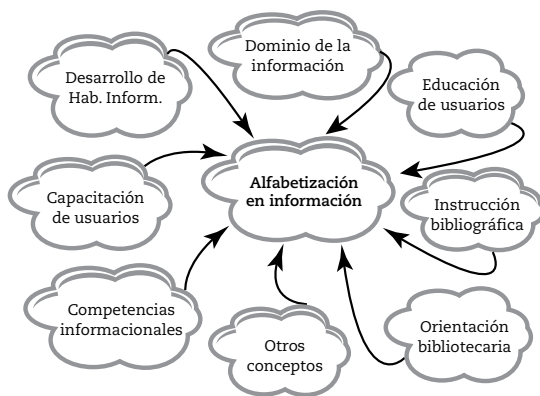 Desarrollo de
Hab. Inform.
Dominio de la
información
Educación
de usuarios
Capacitación
de usuarios
Alfabetización
en información
Instrucción
bibliográfica
Competencias
informacionales
Otros
conceptos
Orientación
bibliotecaria